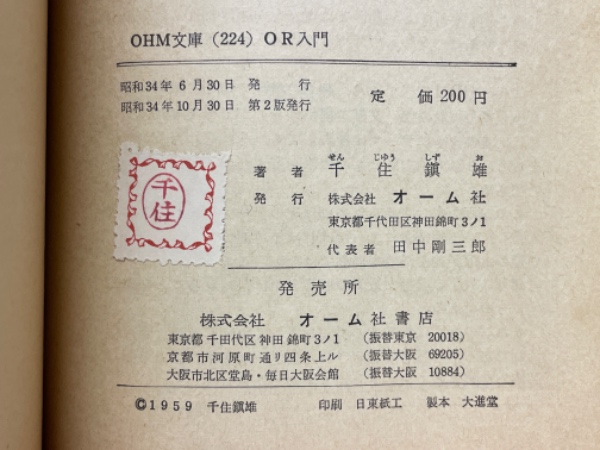 OHM文庫（224）OR入門
昭和34年6月30日 発行
昭和34年10月30日 第2版発行
定価200円
せん じゆう しず お
著者 千住鎭雄
千住
発行 株式会社 オーム社
東京都千代田区神田錦町3ノ1
代表者 田中剛三郎
発売所
株式会社 オーム社書店
東京都千田代区神田錦町3ノ1 （振替東京 20018）
京都市河原町通リ四条上ル （振替大阪 69205）
大阪市北区堂島・毎日大阪会館 （振替大阪 10884）
©1959 千住鎭雄 印刷 日東紙工 製本 大進堂